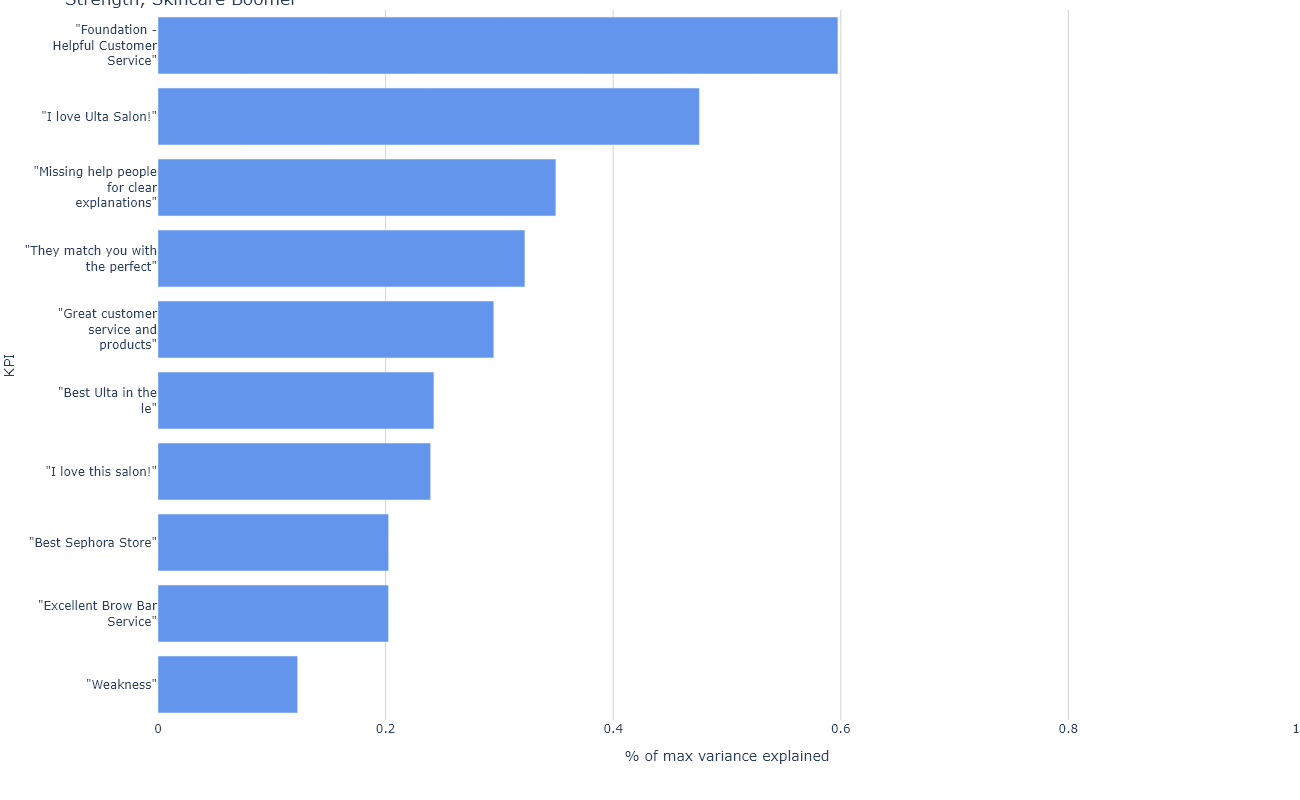 Strength, Skincare Boomer
"Foundation -
Helpful Customer
Service"
"I love Ulta Salon!"
"Missing help people
for clear
explanations"
"They match you with
the perfect"
"Great customer
service and
products"
"Best Ulta in the
le"
"I love this salon!"
"Best Sephora Store"
"Excellent Brow Bar
Service"
"Weakness"
KPI
0
0.2
0.4
0.6
0.8
1
% of max variance explained